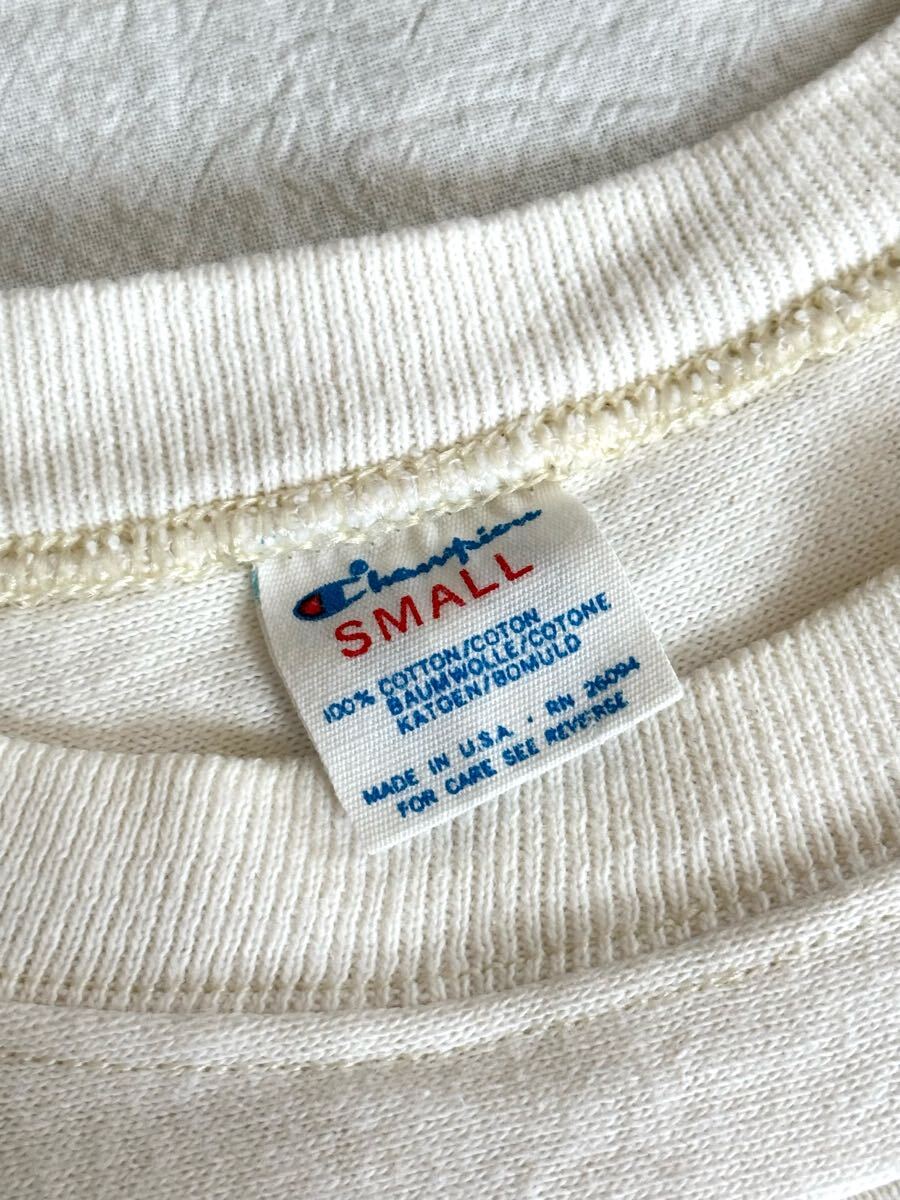 Champion
SMALL
100% COTTON/COTON
BAUMWOLLE/COTONE
KATOEN/BOMULD
MADE IN U.S.A. · RN 26094
FOR CARE SEE REVERSE